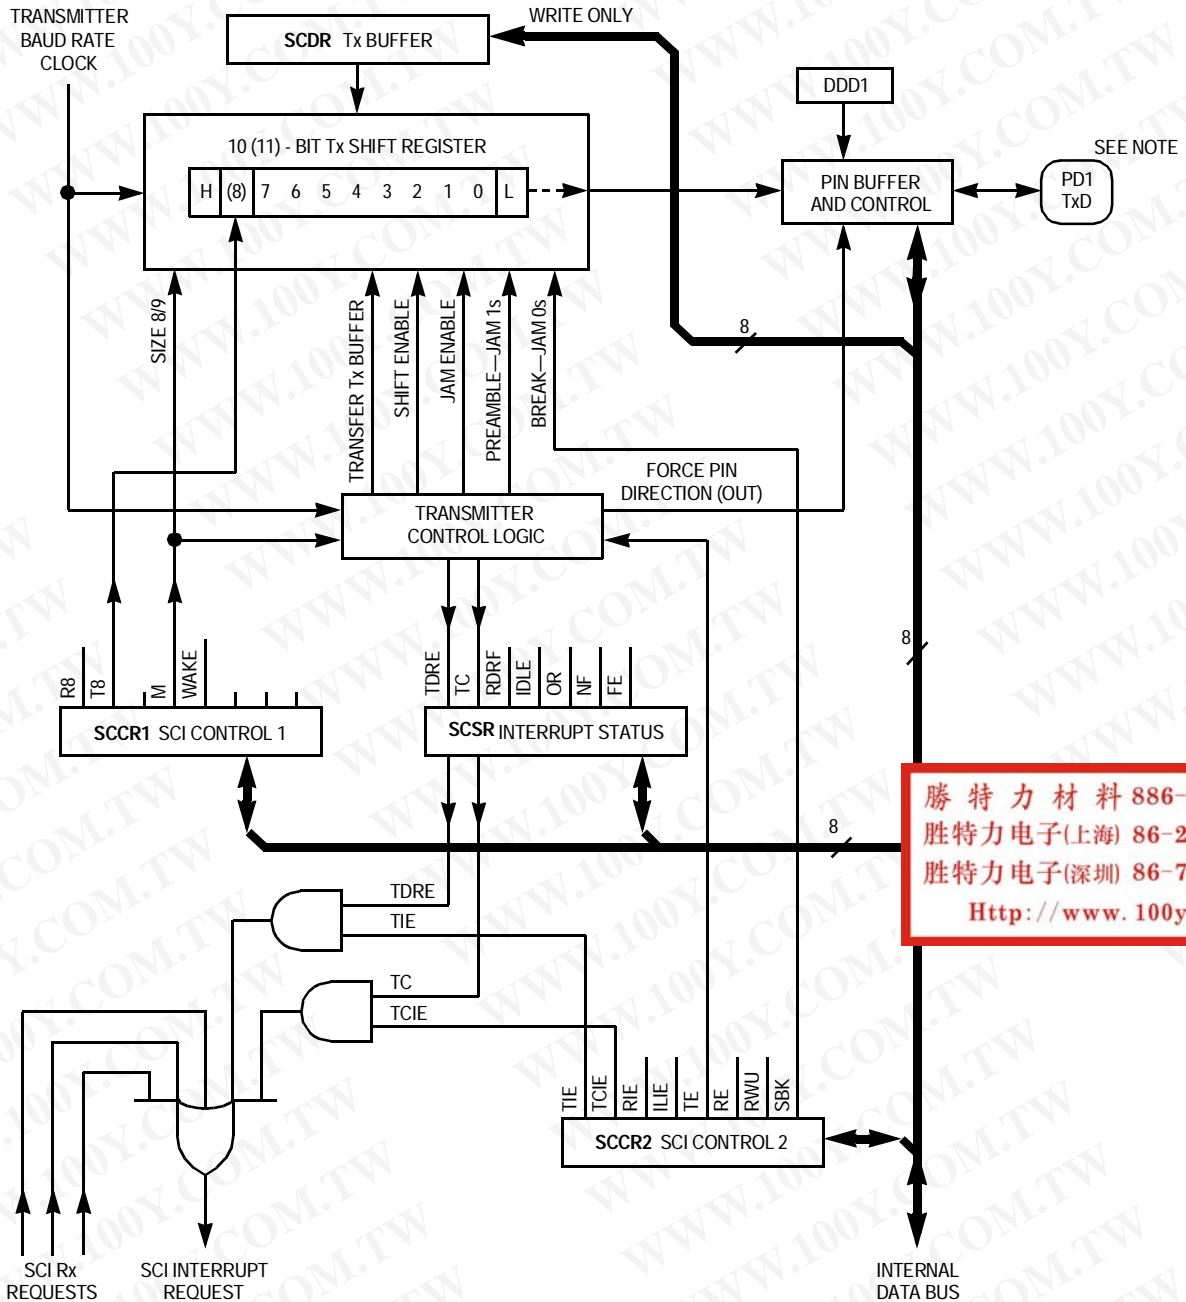 TRANSMITTER
BAUD RATE
CLOCK
SCDR Tx BUFFER
WRITE ONLY
DDD1
10 (11) - BIT Tx SHIFT REGISTER
H (8) 7 6 5 4 3 2 1 0 L
PIN BUFFER
AND CONTROL
SEE NOTE
PD1
TxD
SIZE 8/9
TRANSFER Tx BUFFER
SHIFT ENABLE
JAM ENABLE
PREAMBLE—JAM 1s
BREAK—JAM 0s
8
FORCE PIN
DIRECTION (OUT)
TRANSMITTER
CONTROL LOGIC
8
R8
T8
M
WAKE
TDRE
TC
RDRF
IDLE
OR
NF
FE
SCCR1 SCI CONTROL 1
SCSR INTERRUPT STATUS
8
勝 特 力 材 料 886-
胜特力电子(上海) 86-2
胜特力电子(深圳) 86-7
Http://www. 100y
TDRE
TIE
TC
TCIE
TIE
TCIE
RIE
ILIE
TE
RE
RWU
SBK
SCCR2 SCI CONTROL 2
SCI Rx
REQUESTS
SCI INTERRUPT
REQUEST
INTERNAL
DATA BUS
WWW.100Y.COM.TW